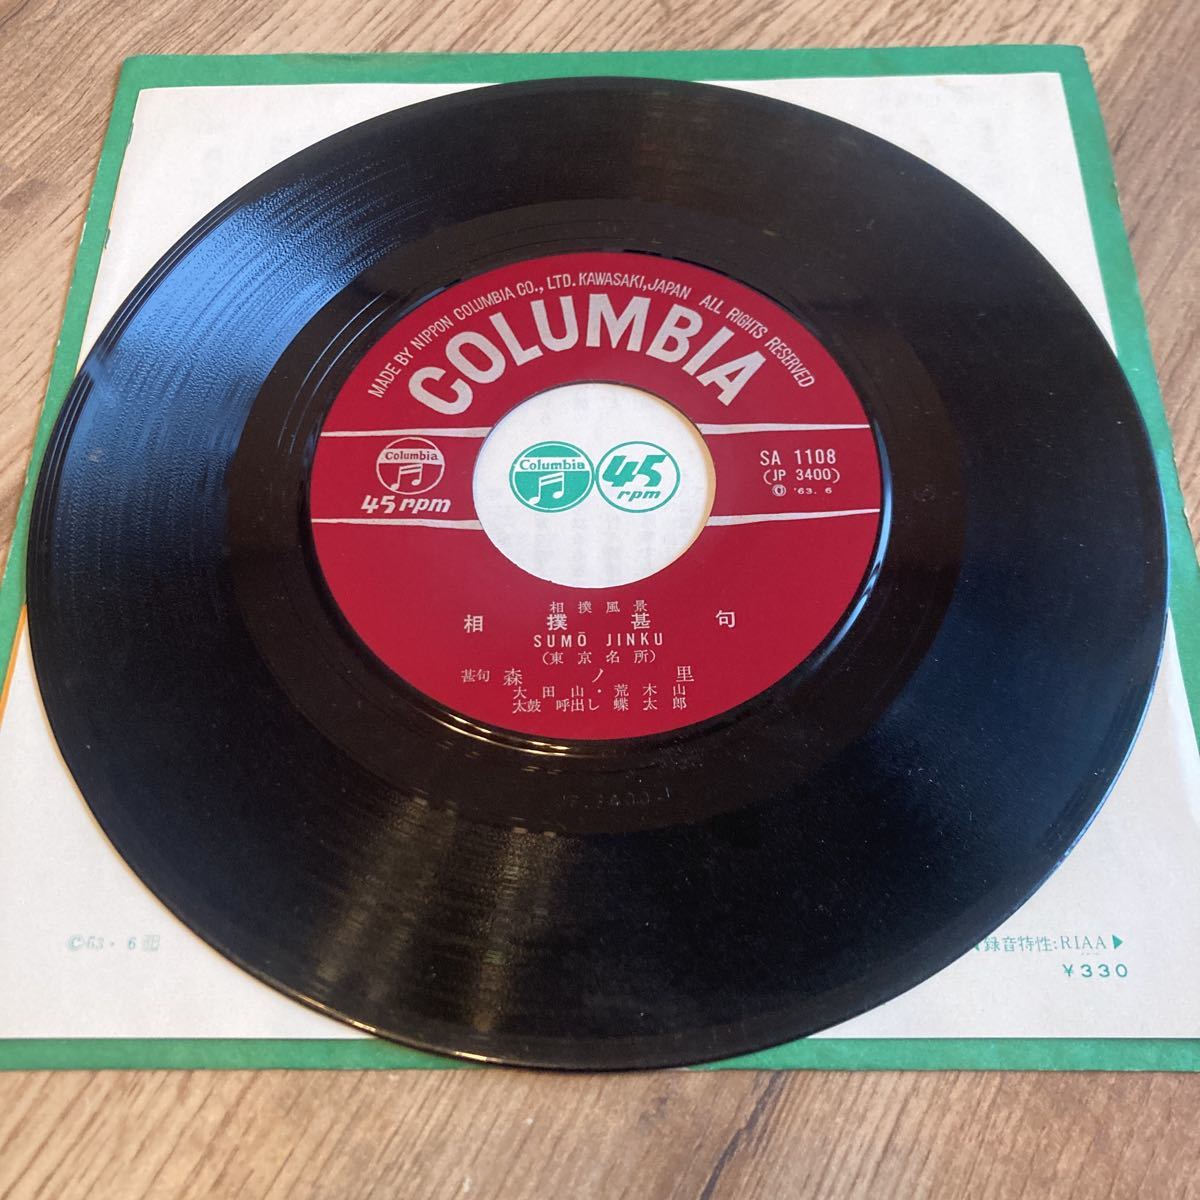 MADE BY NIPPON COLUMBIA CO., LTD. KAWASAKI, JAPAN ALL RIGHTS RESERVED
COLUMBIA
Columbia
45 rpm
Columbia 45 rpm
SA 1108
(JP 3400)
'63. 6
相撲風景
相撲甚句
SUMŌ JINKU
(東京名所)
甚句 森ノ里
大田山・荒木山
太鼓 呼出し 蝶太郎
録音特性:RIAA▶
©63・6
¥330